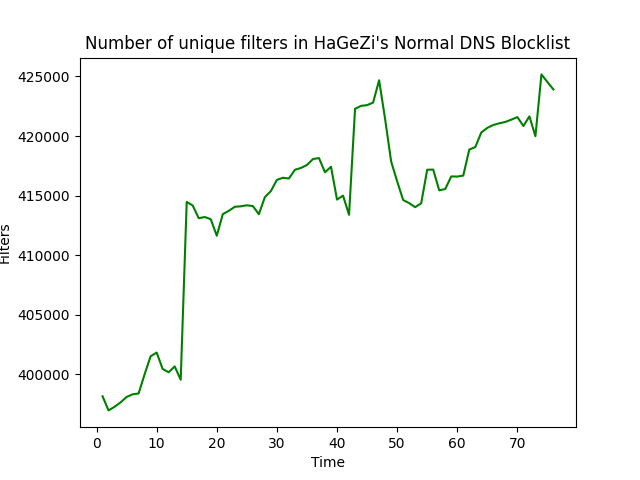 Number of unique filters in HaGeZi's Normal DNS Blocklist
425000
420000
415000
410000
405000
400000
Filters
0 10 20 30 40 50 60 70
Time